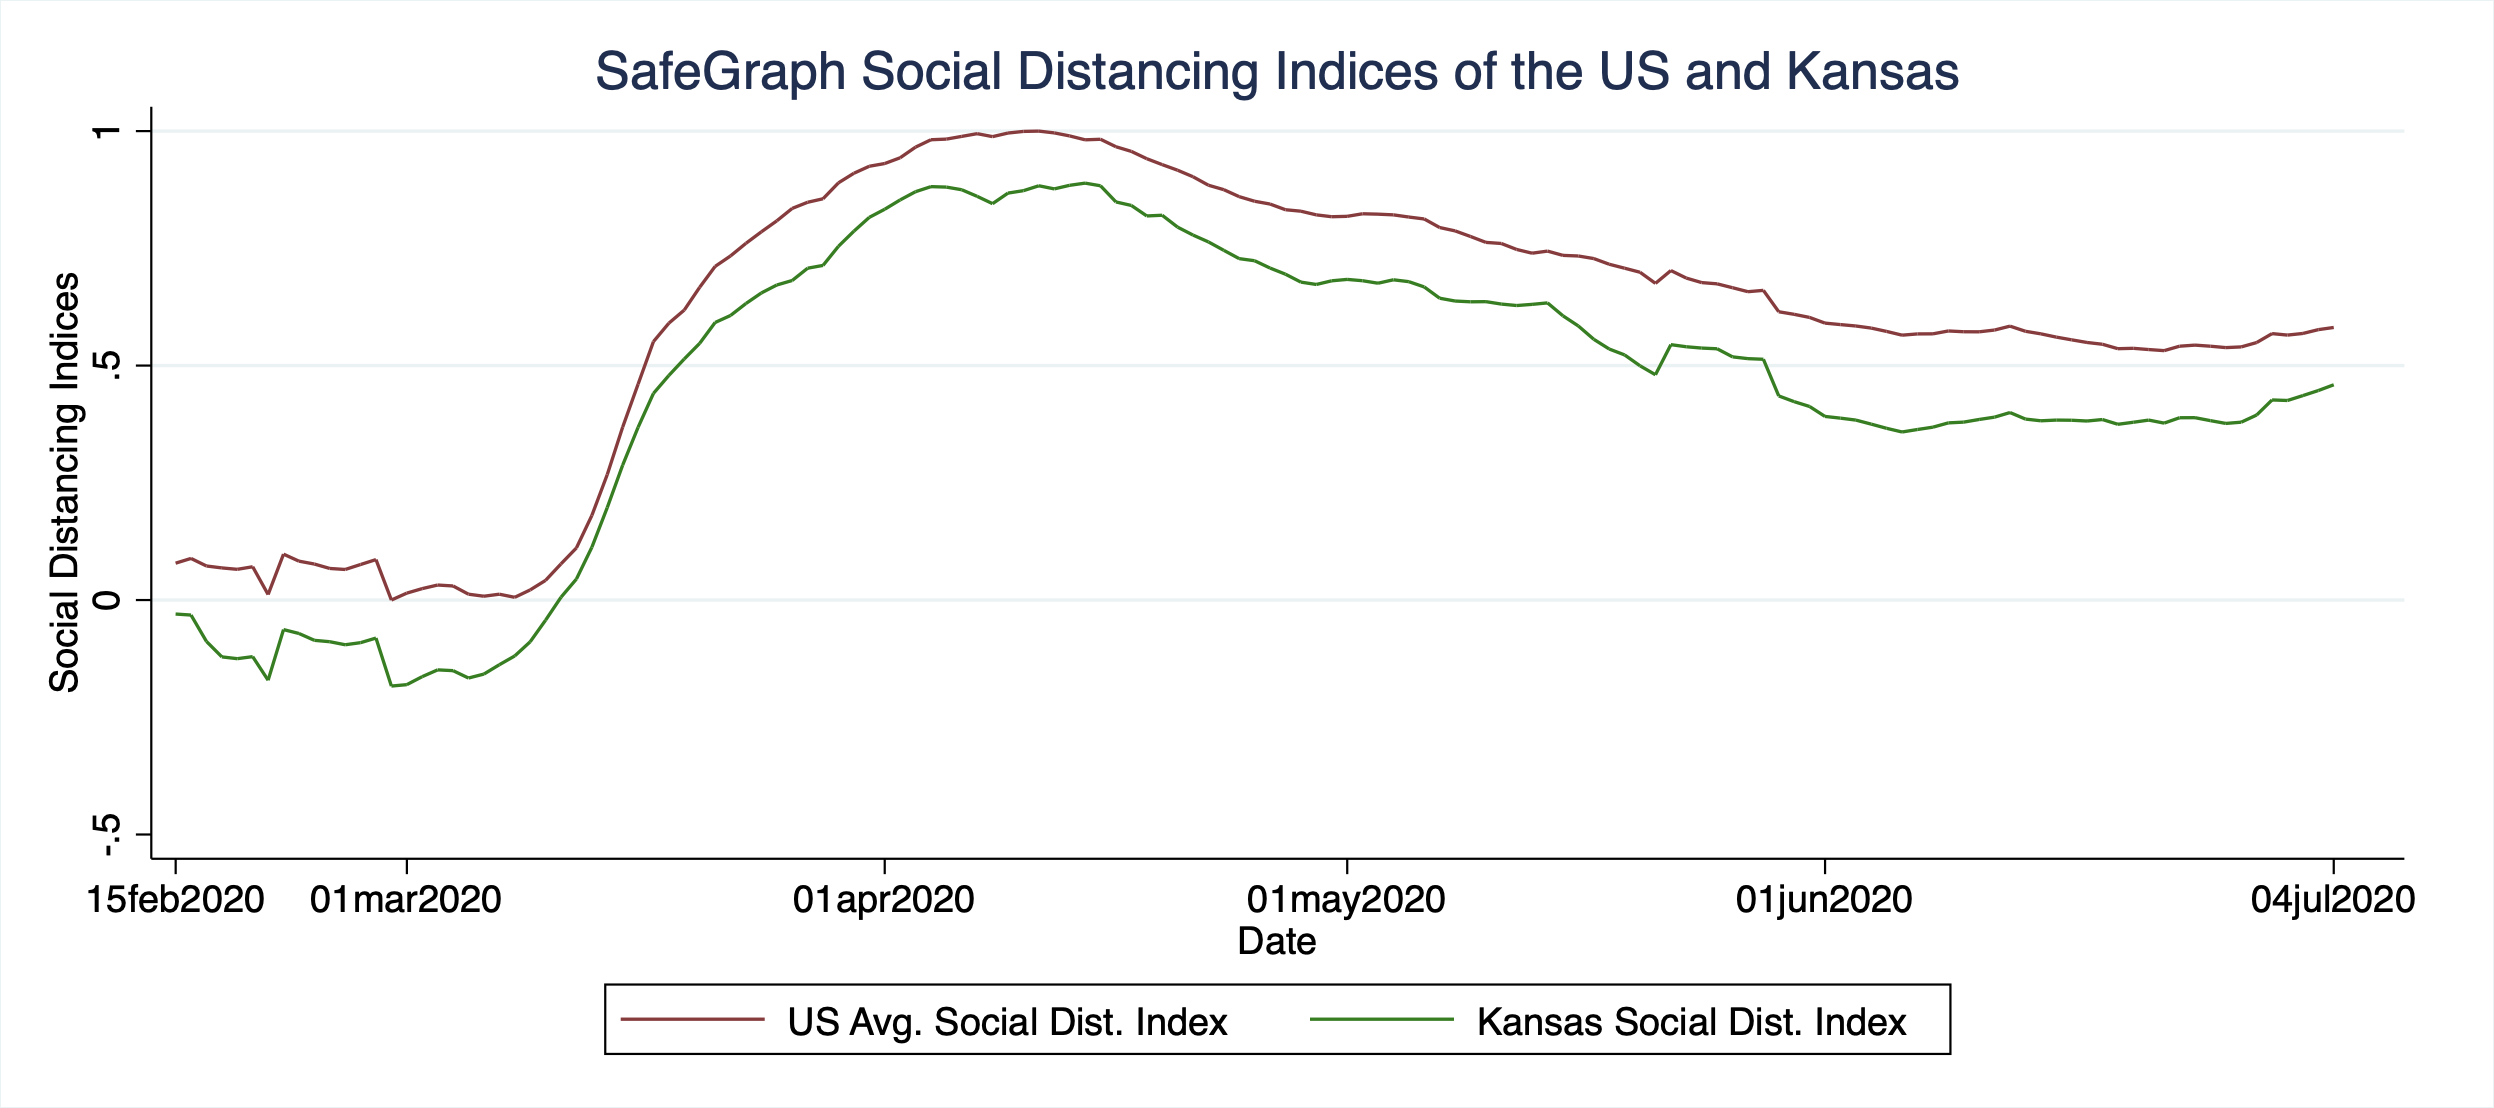 SafeGraph Social Distancing Indices of the US and Kansas
Social Distancing Indices
1
.5
0
-.5
15feb2020 01mar2020 01apr2020 01may2020 01jun2020 04jul2020
Date
US Avg. Social Dist. Index Kansas Social Dist. Index